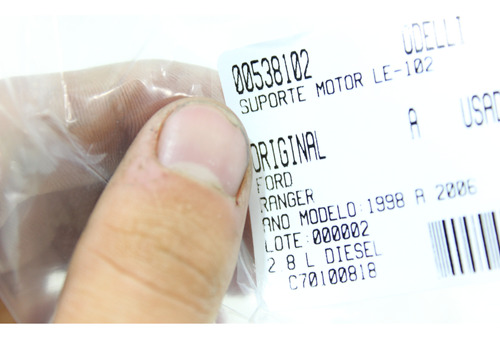 00538102
SUPORTE MOTOR LE-102
ORIGINAL A
FORD
RANGER
ANO MODELO:1998 A 2006
LOTE:000002
2 8 L DIESEL
C70100818